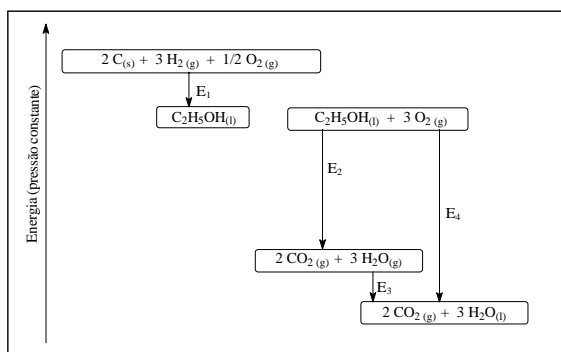 Energia (pressão constante)
2 C(s) + 3 H2 (g) + 1/2 O2 (g)
E1
C2H5OH(l)
C2H5OH(l) + 3 O2 (g)
E2
E4
2 CO2 (g) + 3 H2O(g)
E3
2 CO2 (g) + 3 H2O(l)